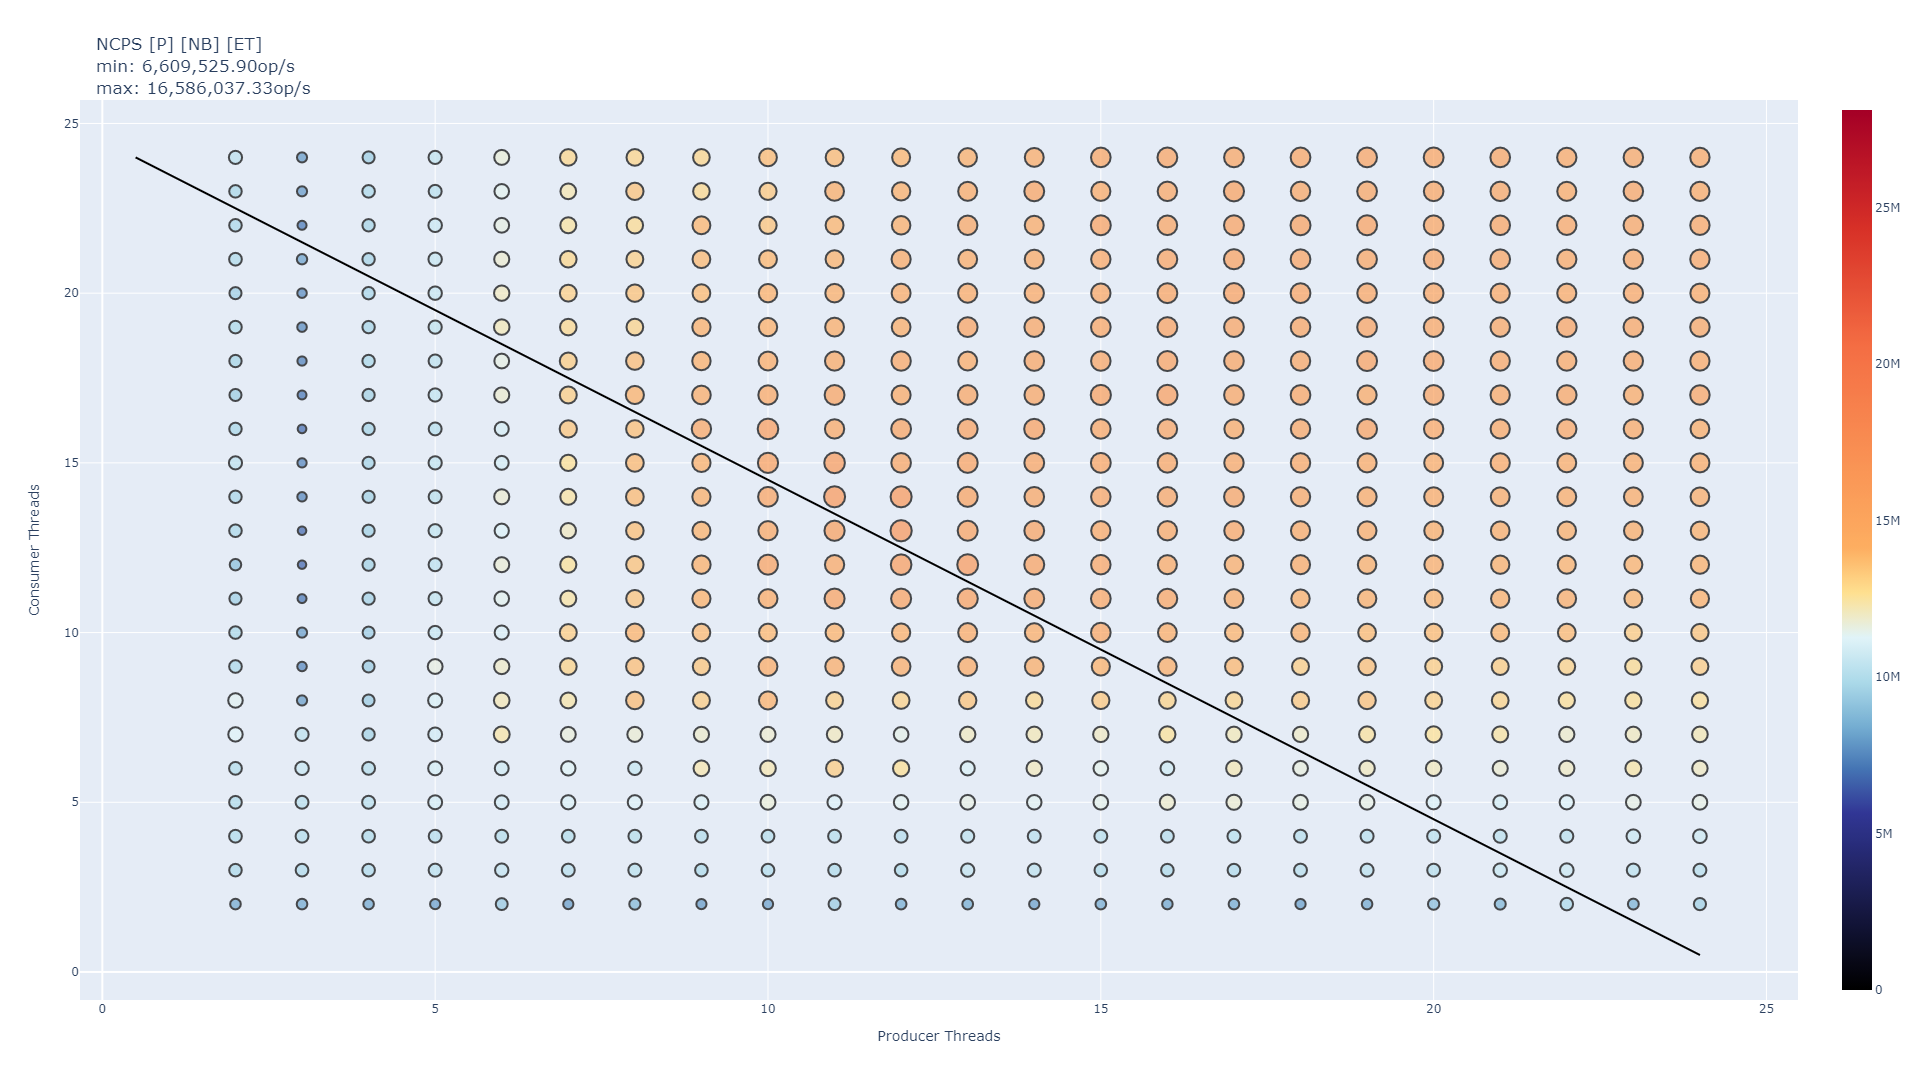 NCPS [P] [NB] [ET]
min: 6,609,525.90op/s
max: 16,586,037.33op/s
25
20
15
10
5
0
Consumer Threads
0
5
10
15
20
25
Producer Threads
25M
20M
15M
10M
5M
0